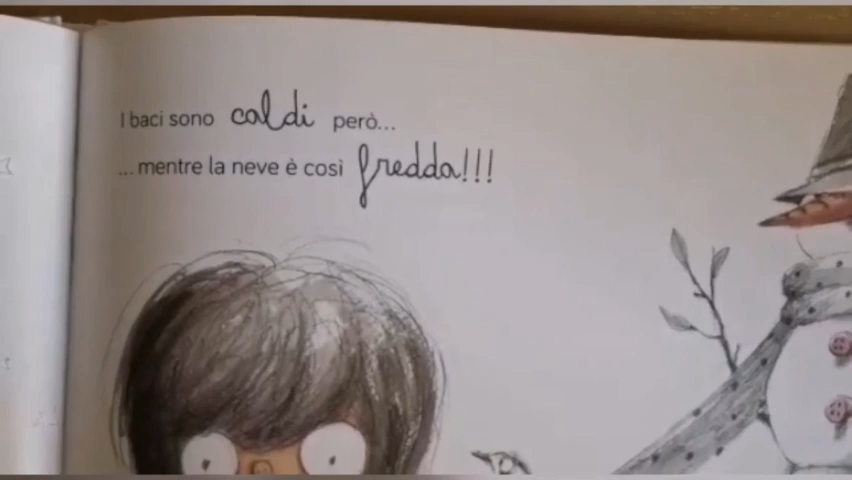 I baci sono caldi però...
...mentre la neve è così fredda!!!